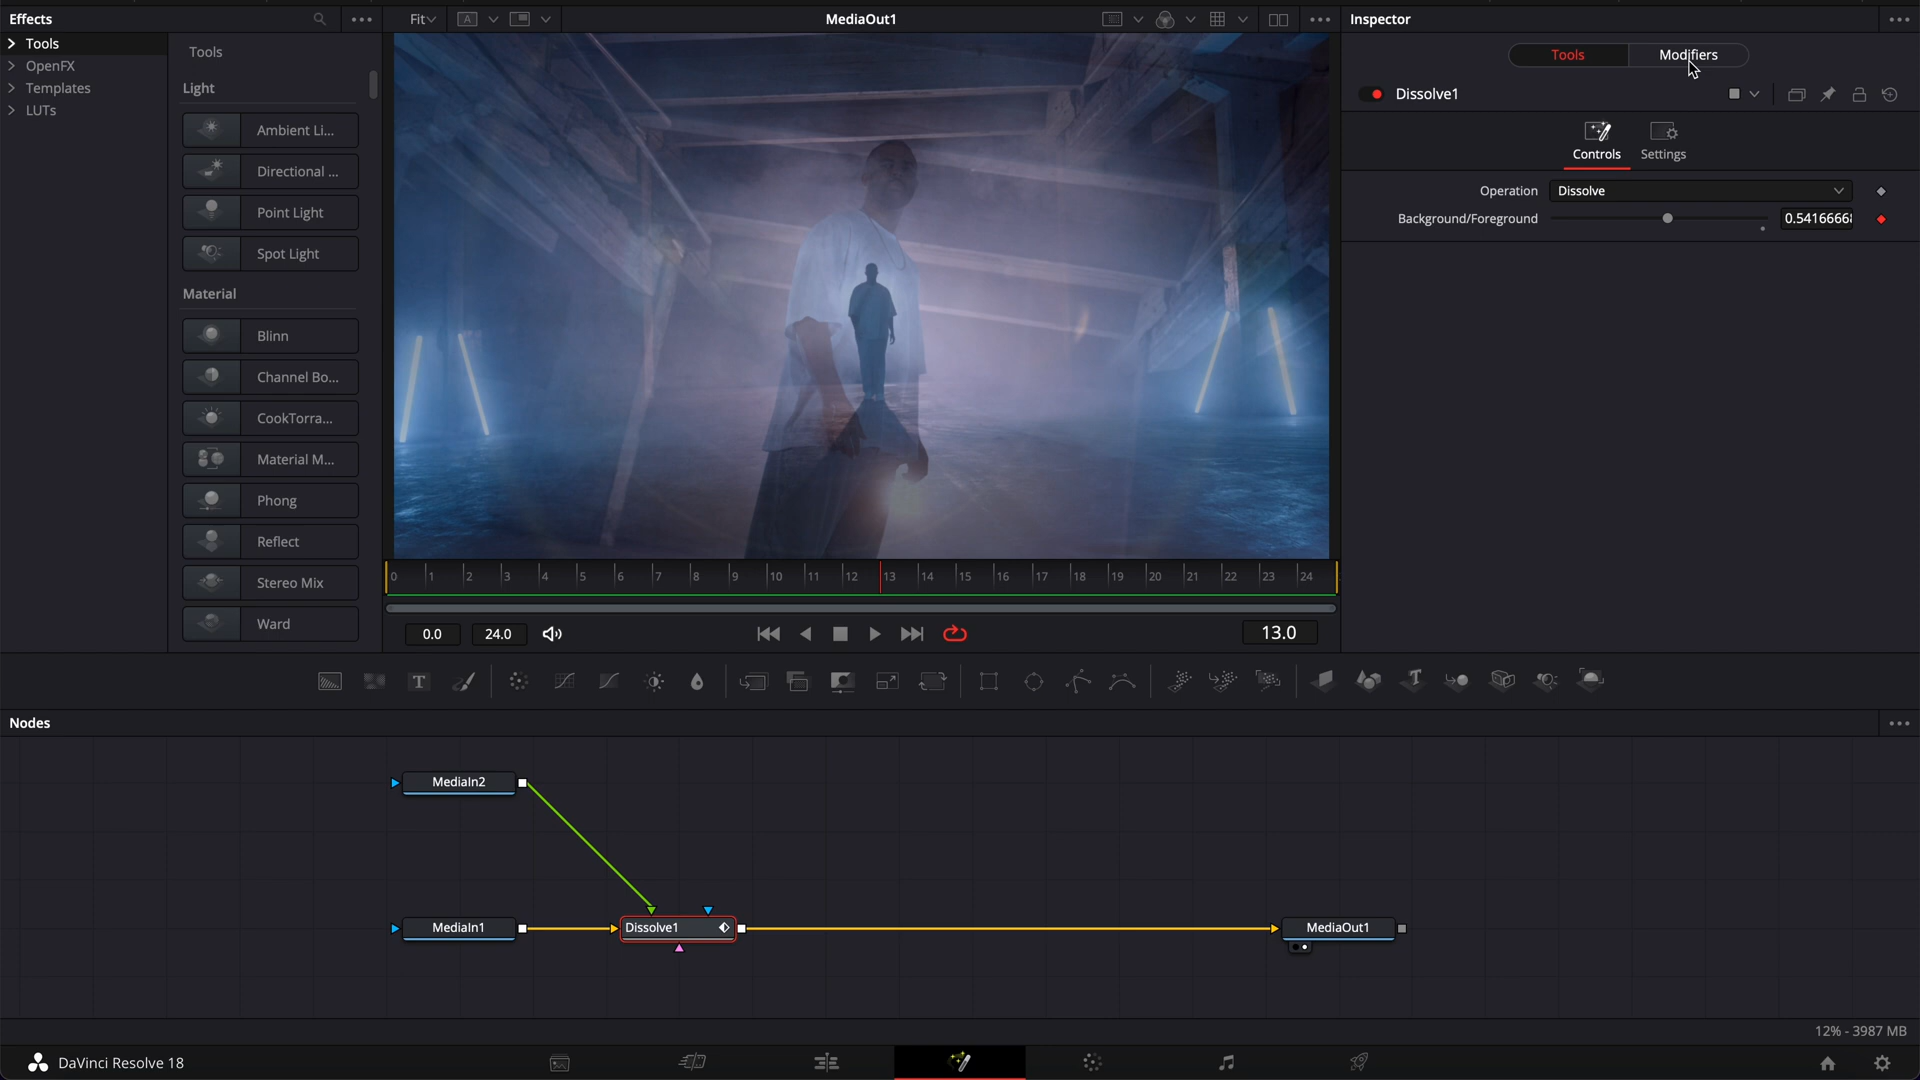 Effects
Fit
A
MediaOut1
Inspector
Tools
OpenFX
Templates
LUTs
Tools
Light
Ambient Li...
Directional ...
Point Light
Spot Light
Material
Blinn
Channel Bo...
CookTorra...
Material M...
Phong
Reflect
Stereo Mix
Ward
Tools
Modifiers
Dissolve1
Controls
Settings
Operation
Dissolve
Background/Foreground
0.5416666
0 1 2 3 4 5 6 7 8 9 10 11 12 13 14 15 16 17 18 19 20 21 22 23 24
0.0
24.0
13.0
T
T
Nodes
MediaIn2
MediaIn1
Dissolve1
MediaOut1
12% - 3987 MB
DaVinci Resolve 18